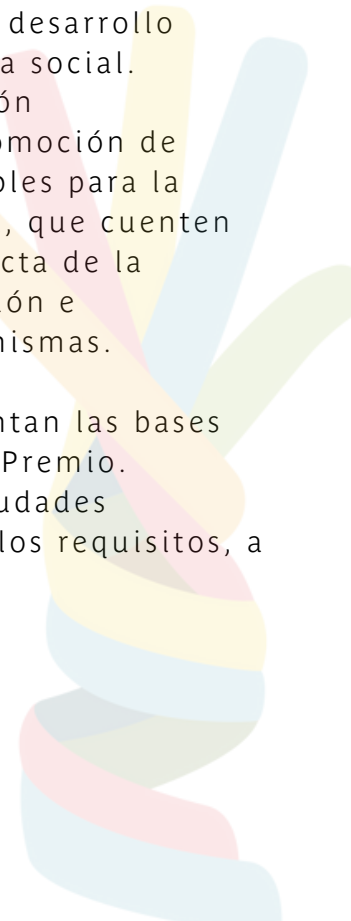 desarrollo
a social.
ón
omoción de
bles para la
, que cuenten
cta de la
ión e
nismas.
ntan las bases
Premio.
udades
los requisitos, a